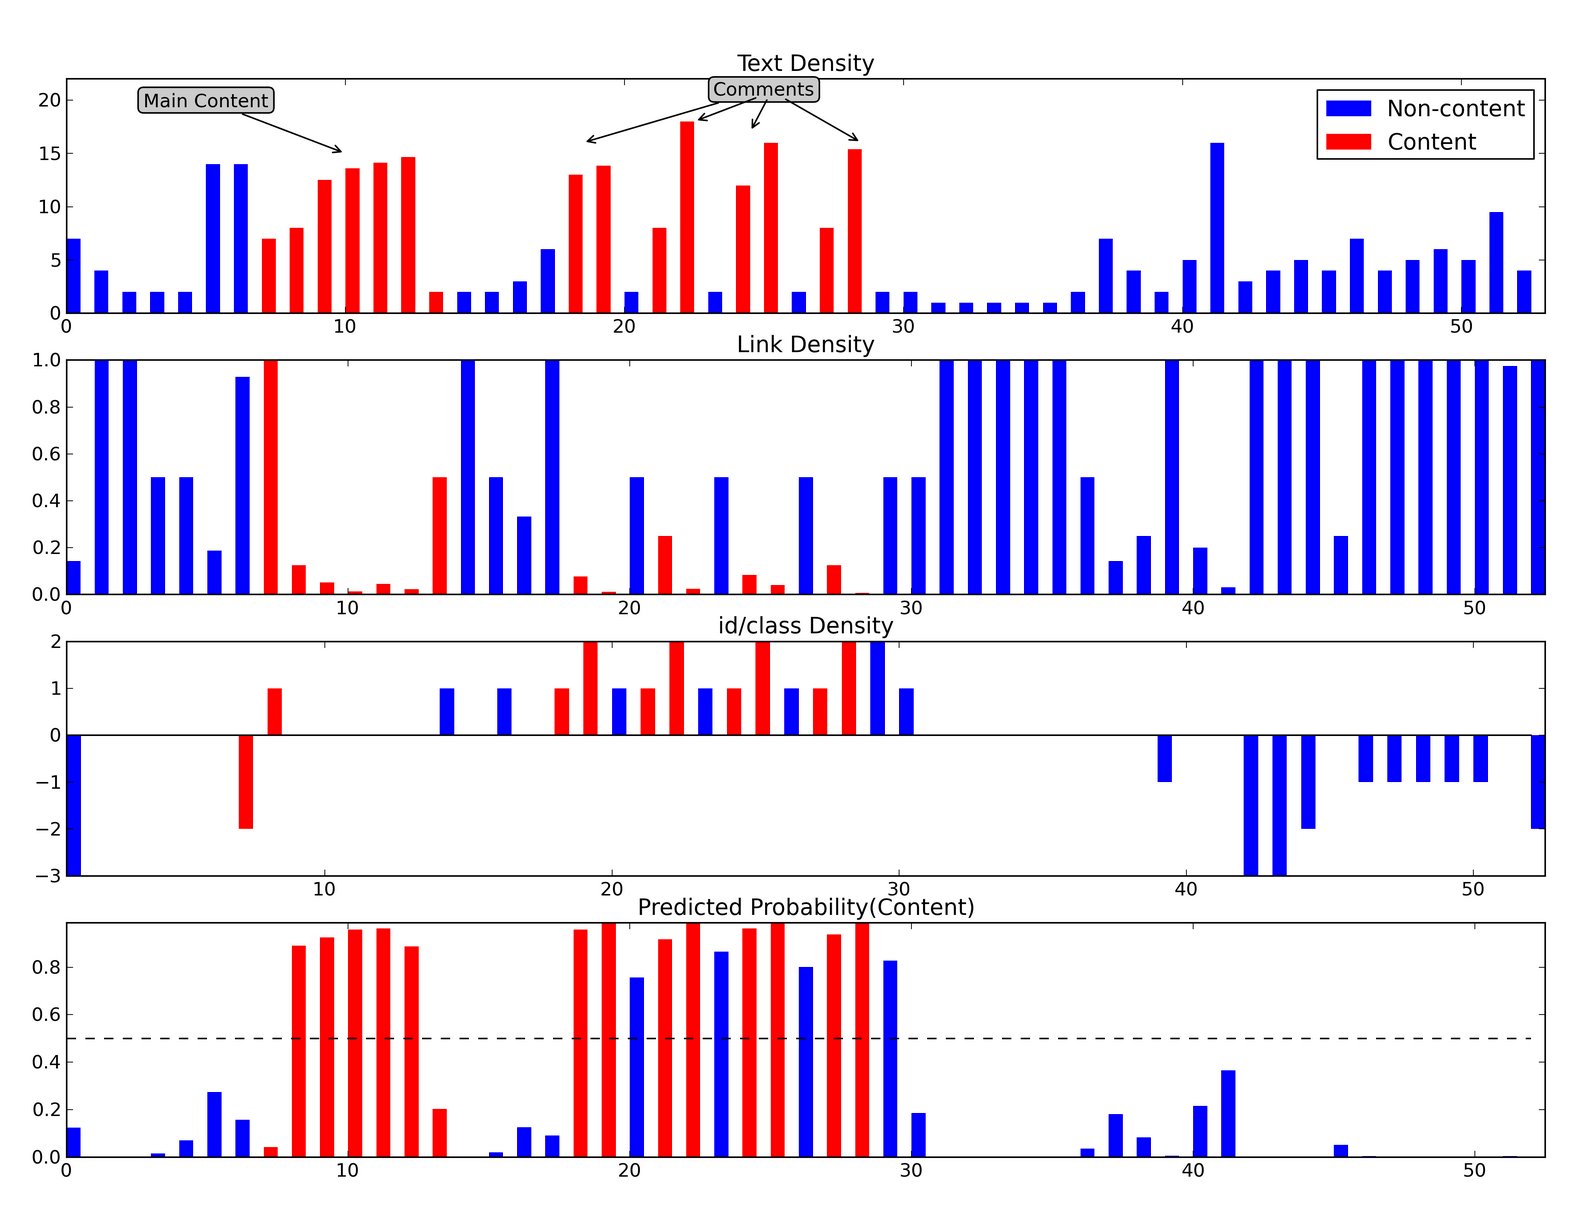 Text Density
Main Content
Comments
Non-content
Content
20
15
10
5
0
0 10 20 30 40 50
Link Density
1.0
0.8
0.6
0.4
0.2
0.0
0 10 20 30 40 50
id/class Density
2
1
0
−1
−2
−3
10 20 30 40 50
Predicted Probability(Content)
0.8
0.6
0.4
0.2
0.0
0 10 20 30 40 50